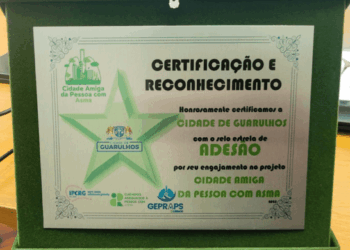 Cidade Amiga
da Pessoa com
Asma
CERTIFICAÇÃO E
RECONHECIMENTO
Honrosamente certificamos a
CIDADE DE GUARULHOS
com o selo estrela de
ADESÃO
por seu engajamento no projeto
CIDADE AMIGA
DA PESSOA COM ASMA
GUARULHOS
GEPRAPS